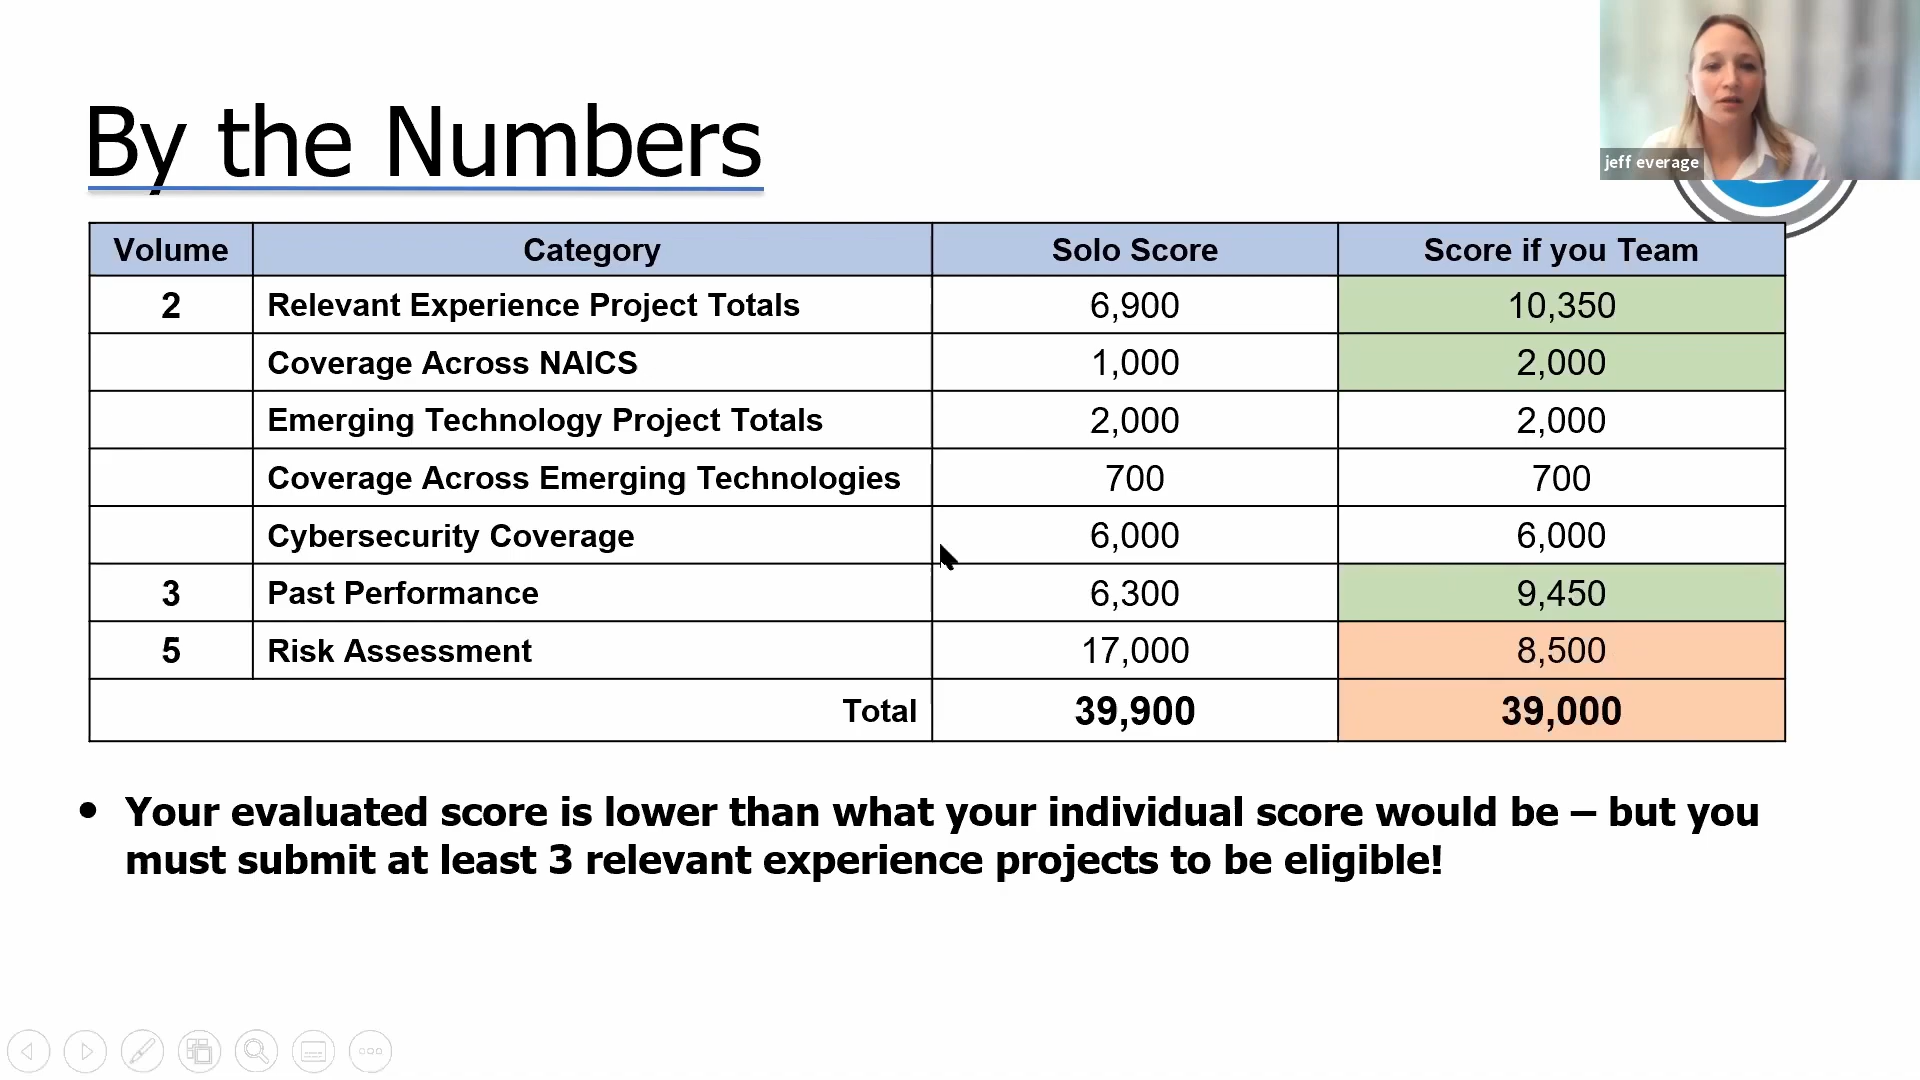 By the Numbers
jeff everage
Volume Category Solo Score Score if you Team
2 Relevant Experience Project Totals 6,900 10,350
Coverage Across NAICS 1,000 2,000
Emerging Technology Project Totals 2,000 2,000
Coverage Across Emerging Technologies 700 700
Cybersecurity Coverage 6,000 6,000
3 Past Performance 6,300 9,450
5 Risk Assessment 17,000 8,500
Total 39,900 39,000
• Your evaluated score is lower than what your individual score would be – but you
must submit at least 3 relevant experience projects to be eligible!